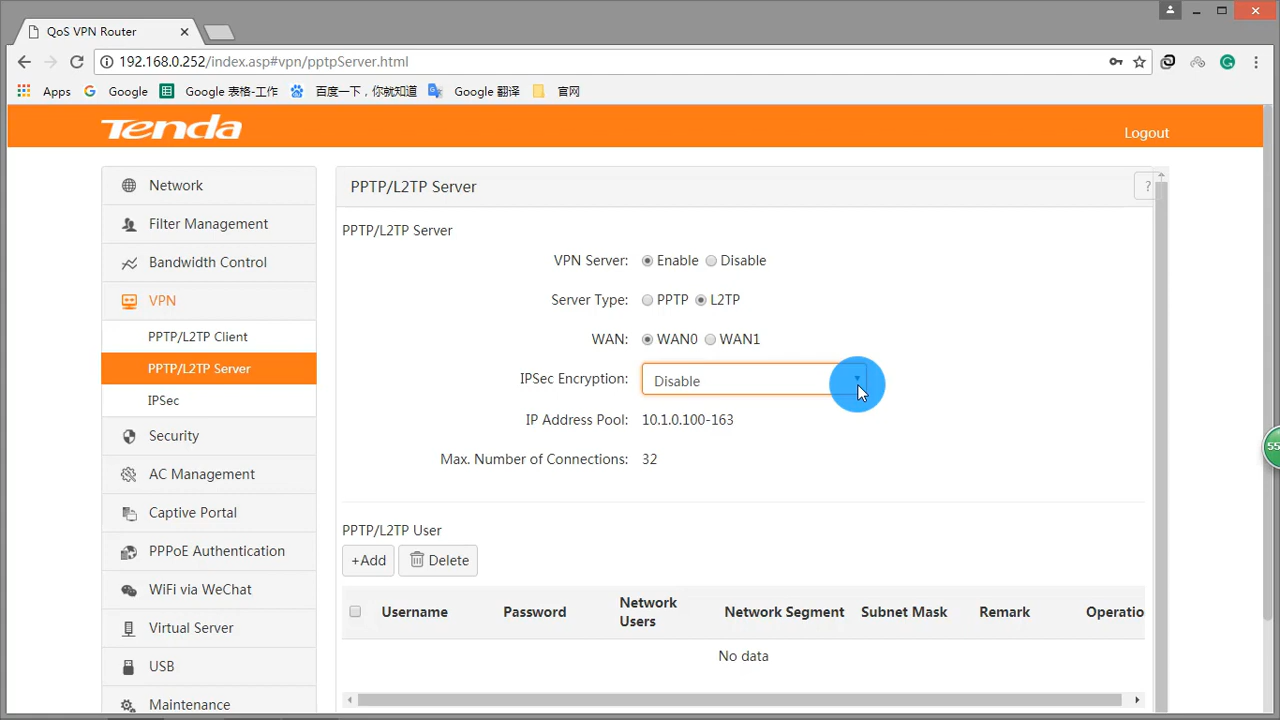 QoS VPN Router
192.168.0.252/index.asp#vpn/pptpServer.html
Apps Google Google 表格-工作 百度一下，你就知道 Google 翻译 官网
Tenda
Logout
Network
Filter Management
Bandwidth Control
VPN
PPTP/L2TP Client
PPTP/L2TP Server
IPSec
Security
AC Management
Captive Portal
PPPoE Authentication
WiFi via WeChat
Virtual Server
USB
Maintenance
PPTP/L2TP Server ?
PPTP/L2TP Server
VPN Server: Enable Disable
Server Type: PPTP L2TP
WAN: WAN0 WAN1
IPSec Encryption: Disable
IP Address Pool: 10.1.0.100-163
Max. Number of Connections: 32
55
PPTP/L2TP User
+Add Delete
Username Password Network Users Network Segment Subnet Mask Remark Operatio
No data